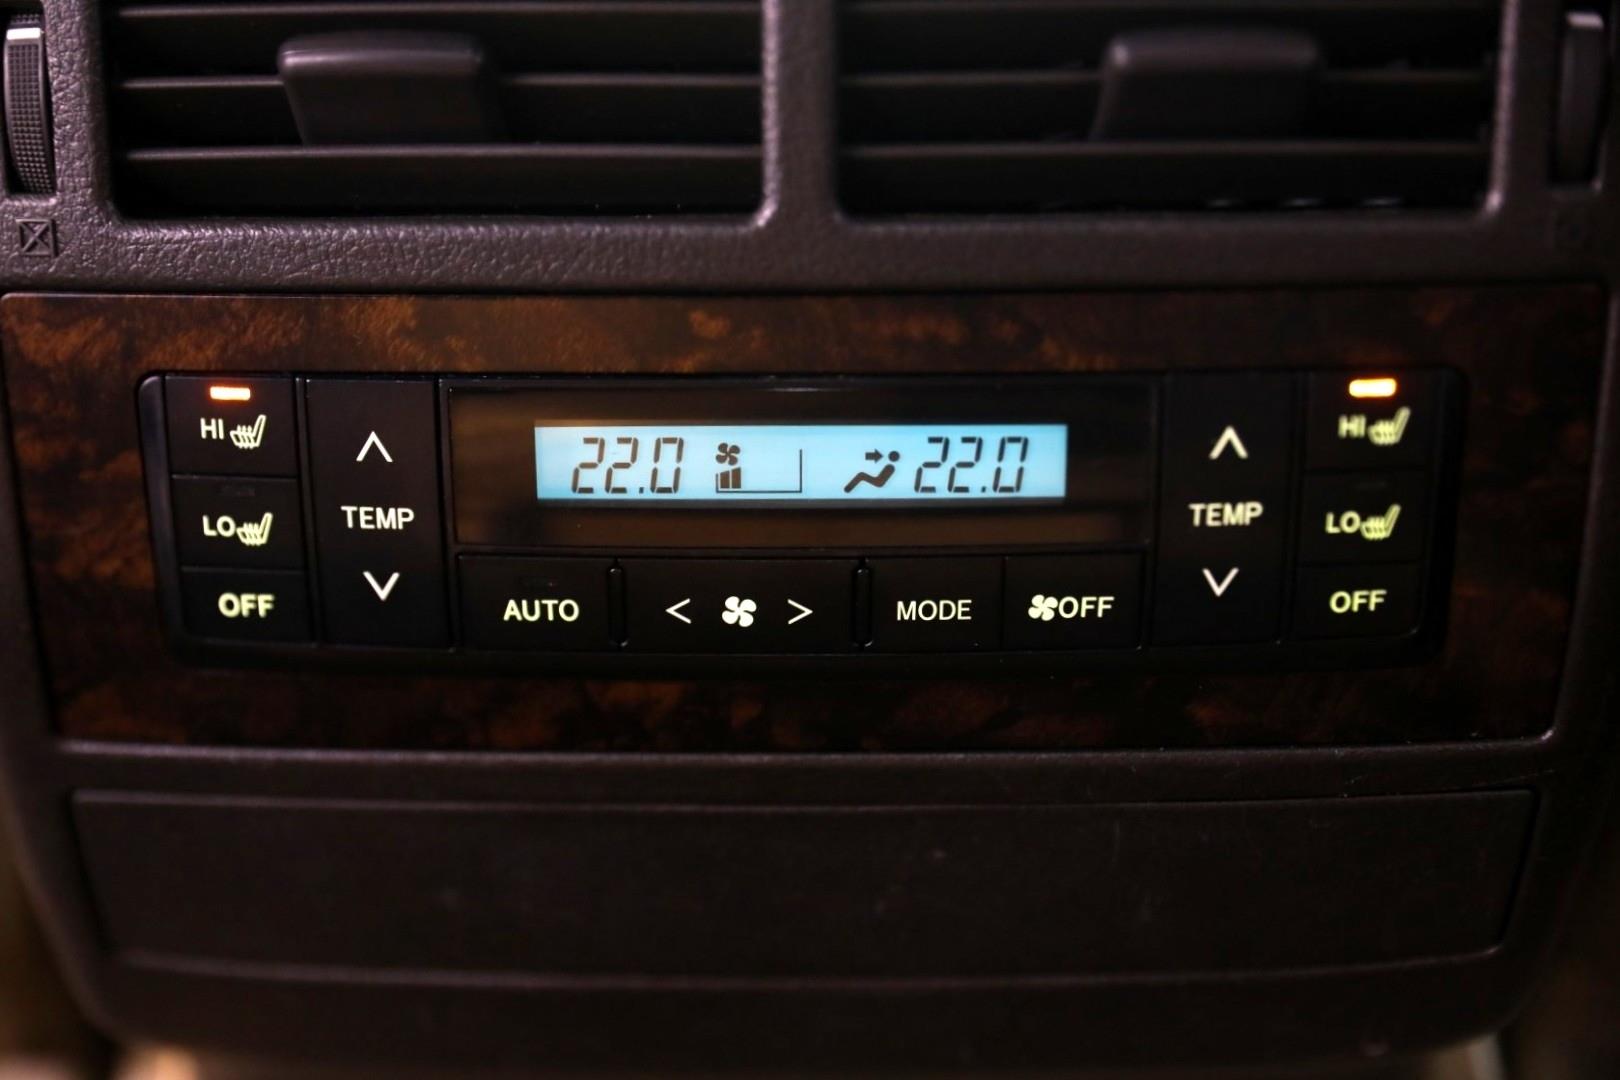 HI
LO
OFF
TEMP
22.0 22.0
AUTO
MODE
OFF
TEMP
HI
LO
OFF